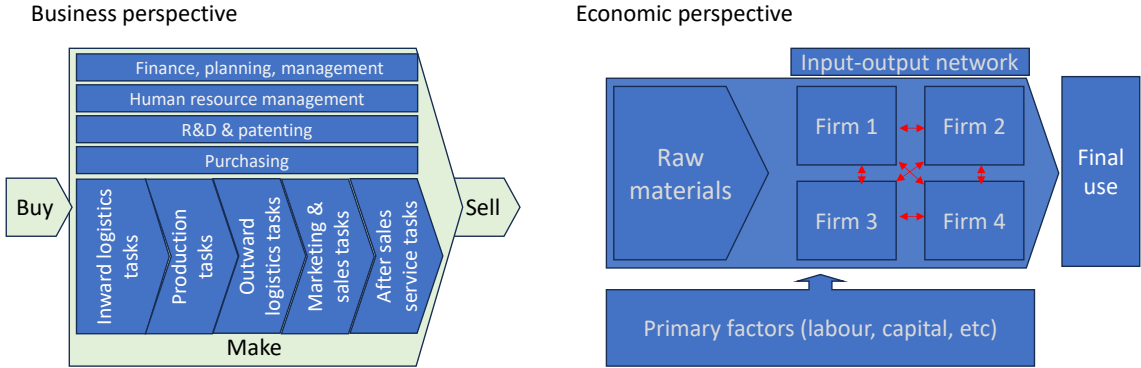 Business perspective
Finance, planning, management
Human resource management
R&D & patenting
Purchasing
Buy
Inward logistics
tasks
Production
tasks
Outward
logistics tasks
Marketing &
sales tasks
After sales
service tasks
Sell
Make
Economic perspective
Input-output network
Raw
materials
Firm 1
Firm 2
Firm 3
Firm 4
Final
use
Primary factors (labour, capital, etc)